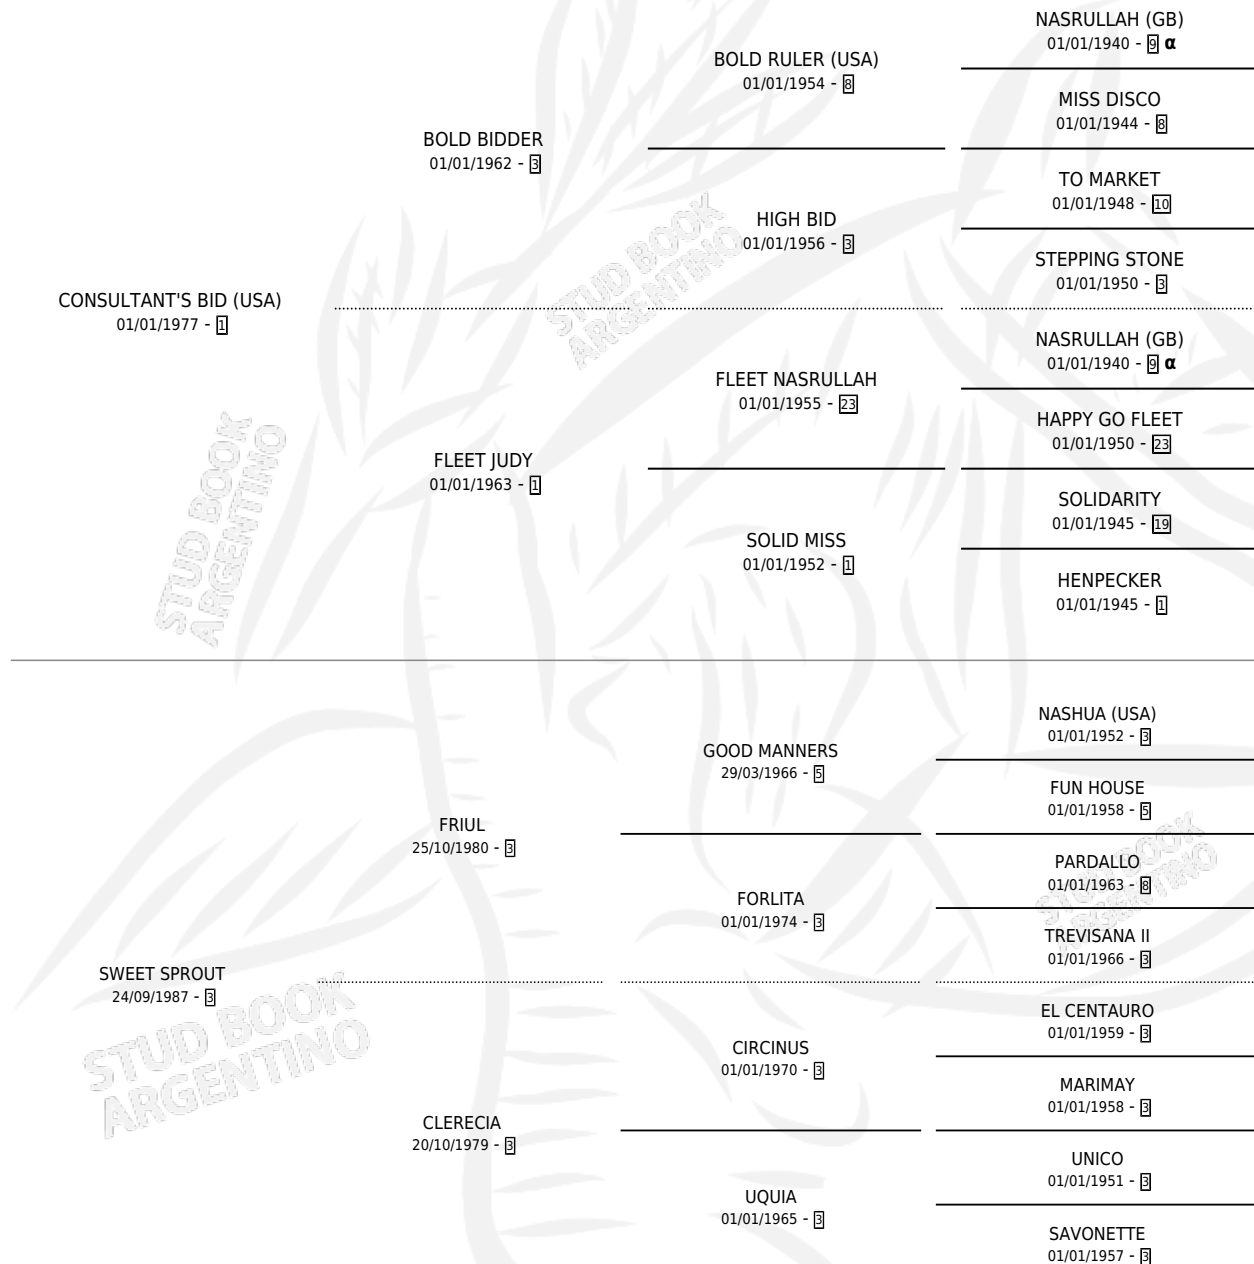 NASRULLAH (GB)
01/01/1940 - 9 α
BOLD RULER (USA)
01/01/1954 - 8
MISS DISCO
01/01/1944 - 8
BOLD BIDDER
01/01/1962 - 3
TO MARKET
01/01/1948 - 10
HIGH BID
01/01/1956 - 3
STEPPING STONE
01/01/1950 - 3
CONSULTANT'S BID (USA)
01/01/1977 - 1
STUD BOOK
ARGENTINO
NASRULLAH (GB)
01/01/1940 - 9 α
FLEET NASRULLAH
01/01/1955 - 23
HAPPY GO FLEET
01/01/1950 - 23
FLEET JUDY
01/01/1963 - 1
STUD BOOK
ARGENTINO
SOLIDARITY
01/01/1945 - 19
SOLID MISS
01/01/1952 - 1
HENPECKER
01/01/1945 - 1
NASHUA (USA)
01/01/1952 - 3
GOOD MANNERS
29/03/1966 - 5
FUN HOUSE
01/01/1958 - 5
FRIUL
25/10/1980 - 3
PARDALLO
01/01/1963 - 8
STUD BOOK
ARGENTINO
FORLITA
01/01/1974 - 3
TREVISANA II
01/01/1966 - 3
SWEET SPROUT
24/09/1987 - 3
STUD BOOK
ARGENTINO
EL CENTAURO
01/01/1959 - 3
CIRCINUS
01/01/1970 - 3
MARIMAY
01/01/1958 - 3
CLERECIA
20/10/1979 - 3
UNICO
01/01/1951 - 3
UQUIA
01/01/1965 - 3
SAVONETTE
01/01/1957 - 3